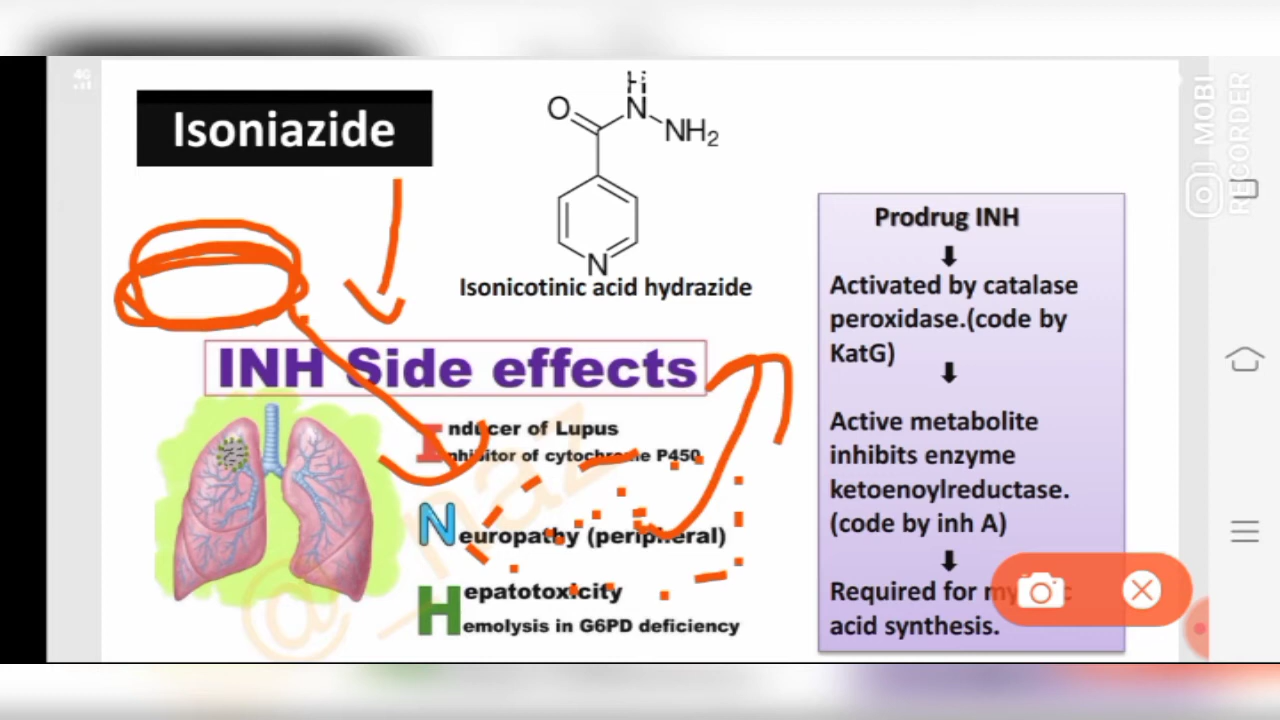 4G
MOBI
RECORDER
Isoniazide
H
O
N
NH2
N
Isonicotinic acid hydrazide
INH Side effects
Inducer of Lupus
Inhibitor of cytochrome P450
Neuropathy (peripheral)
Hepatotoxicity
Hemolysis in G6PD deficiency
Prodrug INH
Activated by catalase
peroxidase.(code by
KatG)
Active metabolite
inhibits enzyme
ketoenoylreductase.
(code by inh A)
Required for
acid synthesis.